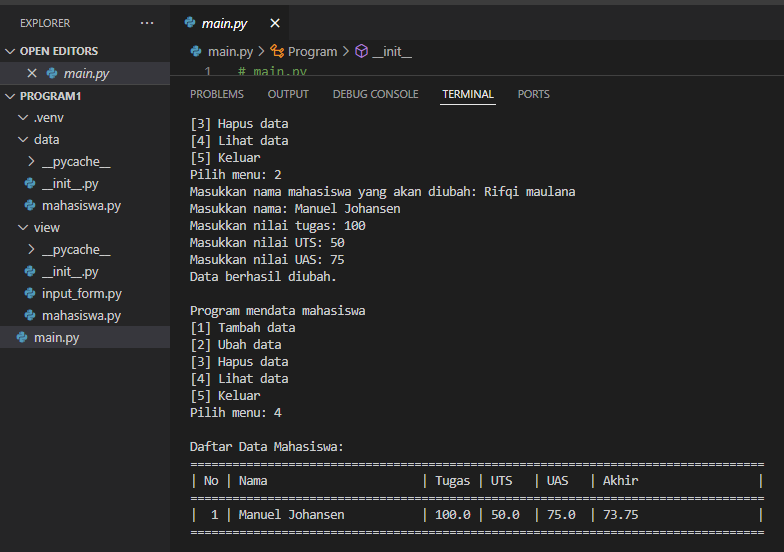 EXPLORER ...
OPEN EDITORS
main.py
PROGRAM1
.venv
data
__pycache__
__init__.py
mahasiswa.py
view
__pycache__
__init__.py
input_form.py
mahasiswa.py
main.py
main.py
main.py > Program > __init__
1 # main.py
PROBLEMS OUTPUT DEBUG CONSOLE TERMINAL PORTS
[3] Hapus data
[4] Lihat data
[5] Keluar
Pilih menu: 2
Masukkan nama mahasiswa yang akan diubah: Rifqi maulana
Masukkan nama: Manuel Johansen
Masukkan nilai tugas: 100
Masukkan nilai UTS: 50
Masukkan nilai UAS: 75
Data berhasil diubah.
Program mendata mahasiswa
[1] Tambah data
[2] Ubah data
[3] Hapus data
[4] Lihat data
[5] Keluar
Pilih menu: 4
Daftar Data Mahasiswa:
==================================================================================
| No | Nama | Tugas | UTS | UAS | Akhir |
==================================================================================
| 1 | Manuel Johansen | 100.0 | 50.0 | 75.0 | 73.75 |
==================================================================================